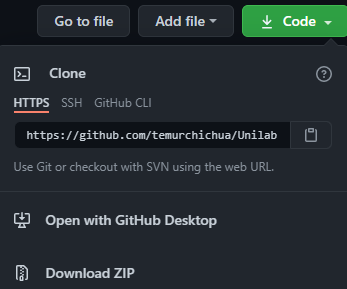 Go to file Add file Code
Clone
HTTPS SSH GitHub CLI
https://github.com/temurchichua/Unilab
Use Git or checkout with SVN using the web URL.
Open with GitHub Desktop
Download ZIP